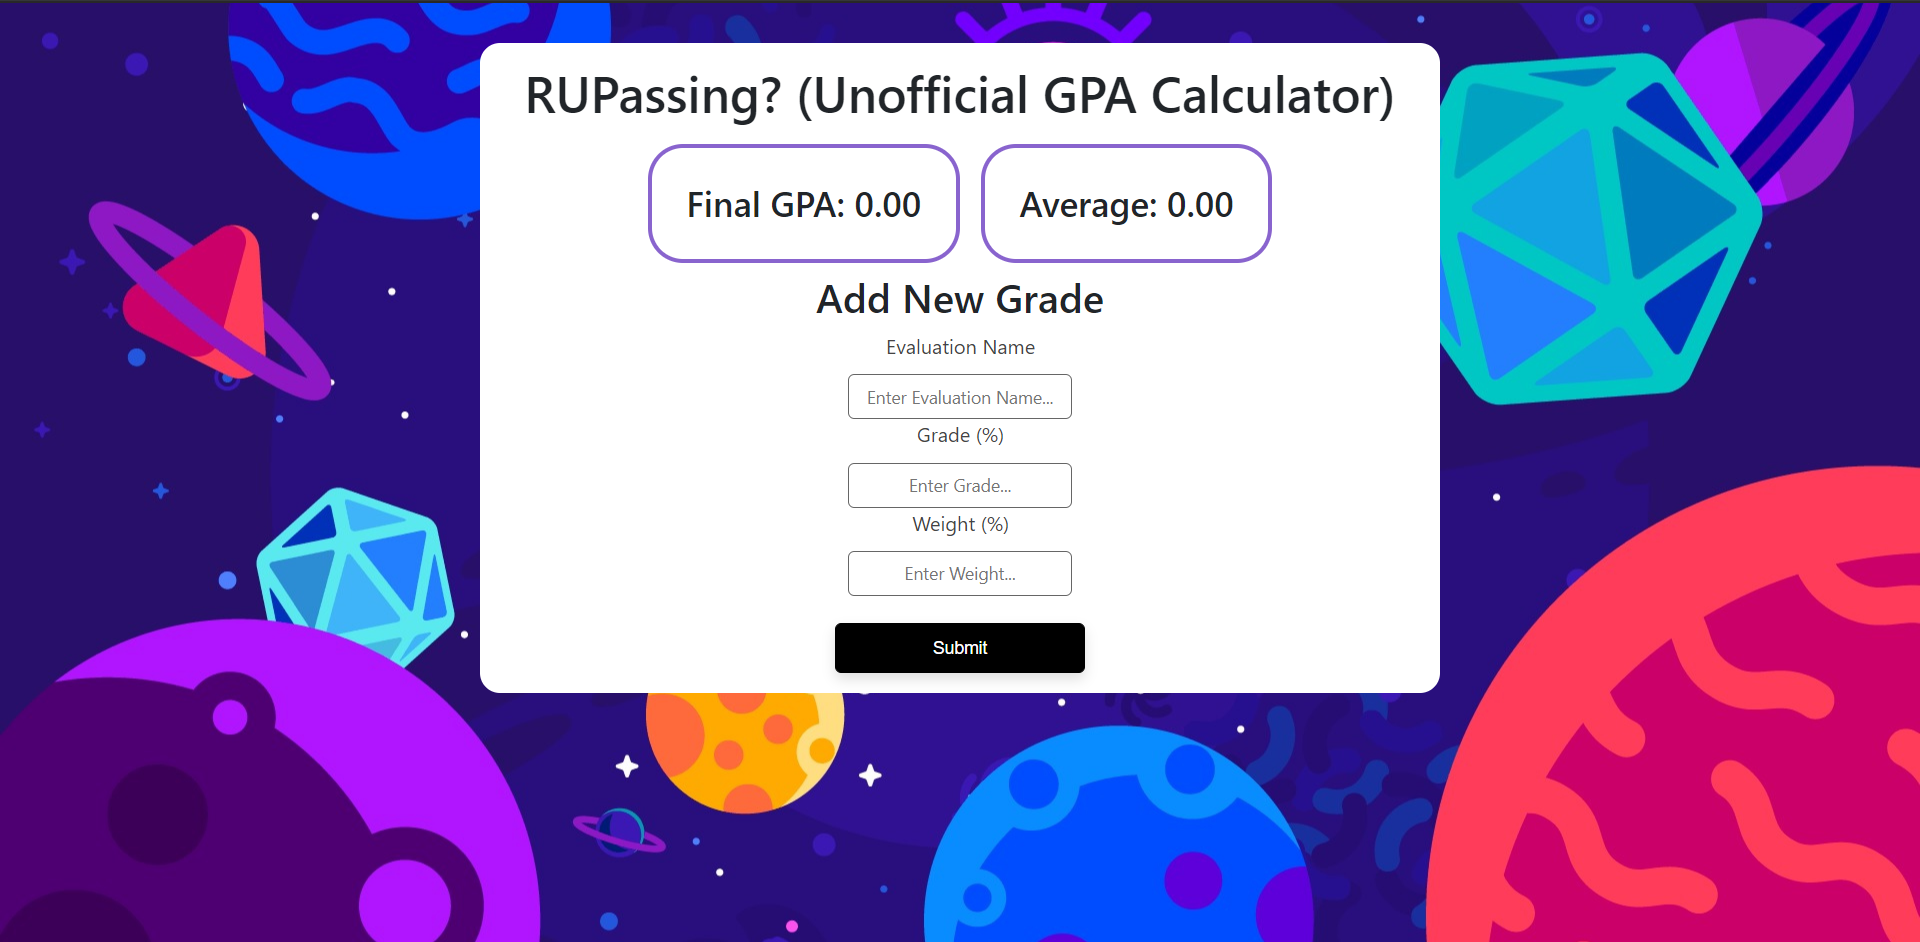 RUPassing? (Unofficial GPA Calculator)
Final GPA: 0.00
Average: 0.00
Add New Grade
Evaluation Name
Enter Evaluation Name...
Grade (%)
Enter Grade...
Weight (%)
Enter Weight...
Submit